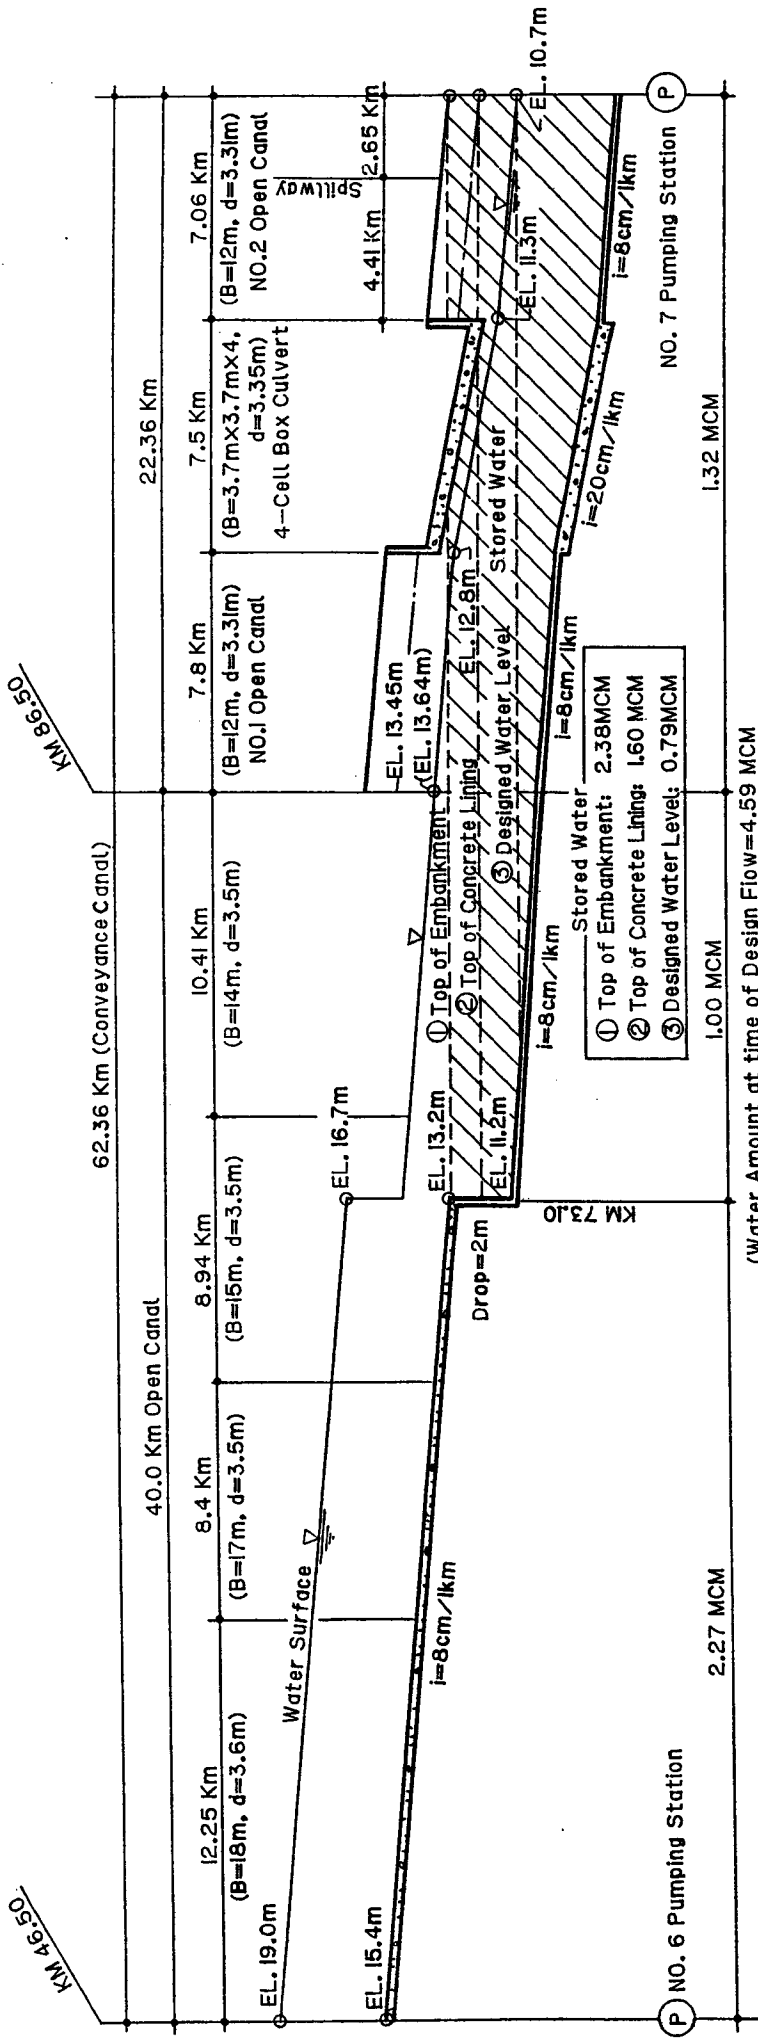 KM 46.50
KM 86.50
62.36 Km (Conveyance Canal)
40.0 Km Open Canal
22.36 Km
12.25 Km
(B=18m, d=3.6m)
8.4 Km
(B=17m, d=3.5m)
8.94 Km
(B=15m, d=3.5m)
10.41 Km
(B=14m, d=3.5m)
7.8 Km
(B=12m, d=3.31m)
NO.1 Open Canal
7.5 Km
(B=3.7m×3.7m×4,
d=3.35m)
4-Cell Box Culvert
7.06 Km
(B=12m, d=3.31m)
NO.2 Open Canal
4.41 Km
2.65 Km
Spillway
EL. 19.0m
Water Surface
EL. 16.7m
EL. 13.45m
(EL. 13.64m)
EL. 12.8m
EL. 11.3m
EL. 10.7m
EL. 15.4m
i=8cm/1km
EL. 13.2m
EL. 11.2m
Drop=2m
KM 73.10
① Top of Embankment
② Top of Concrete Lining
③ Designed Water Level
Stored Water
i=8cm/1km
i=8cm/1km
i=20cm/1km
i=8cm/1km
Stored Water
① Top of Embankment: 2.38MCM
② Top of Concrete Lining: 1.60 MCM
③ Designed Water Level: 0.79MCM
P NO. 6 Pumping Station
NO. 7 Pumping Station P
2.27 MCM
1.00 MCM
1.32 MCM
(Water Amount at time of Design Flow=4.59 MCM